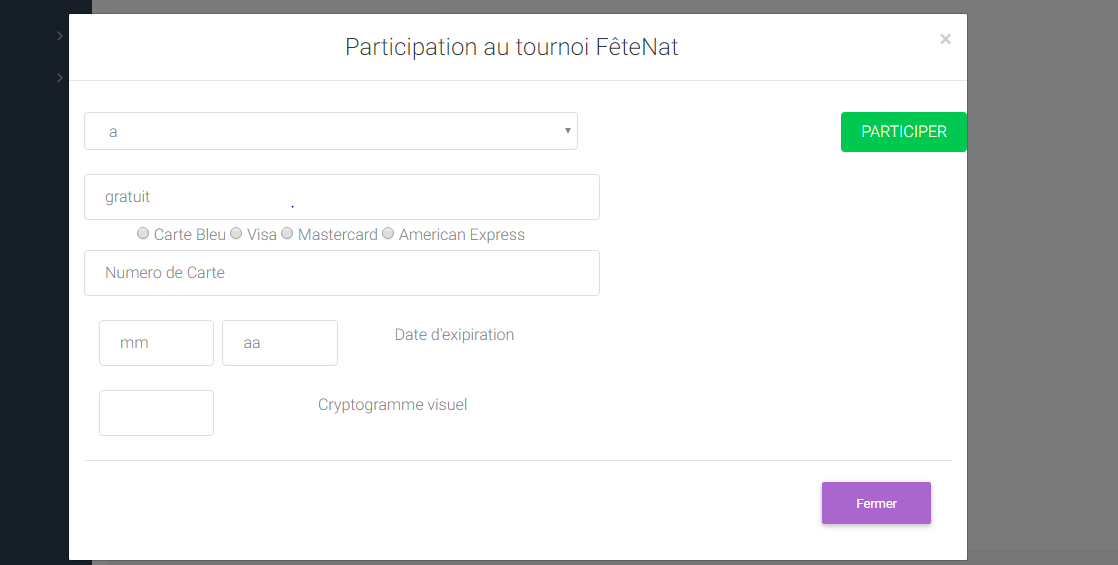 Participation au tournoi FêteNat
×
a
PARTICIPER
gratuit
Carte Bleu Visa Mastercard American Express
Numero de Carte
mm aa Date d'exipiration
Cryptogramme visuel
Fermer